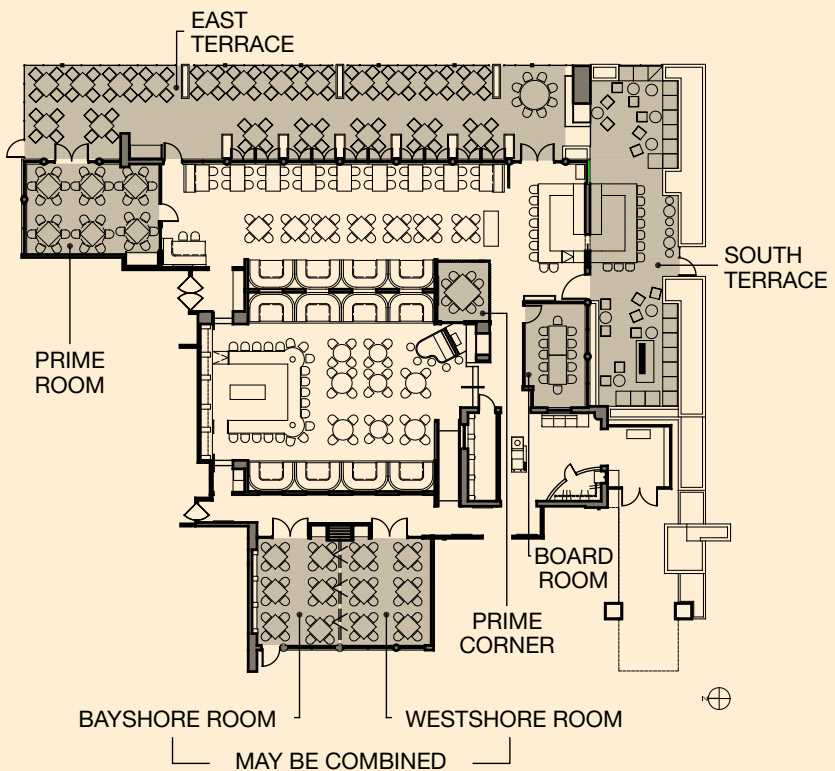 EAST
TERRACE
SOUTH
TERRACE
PRIME
ROOM
BOARD
ROOM
PRIME
CORNER
BAYSHORE ROOM
WESTSHORE ROOM
MAY BE COMBINED
N